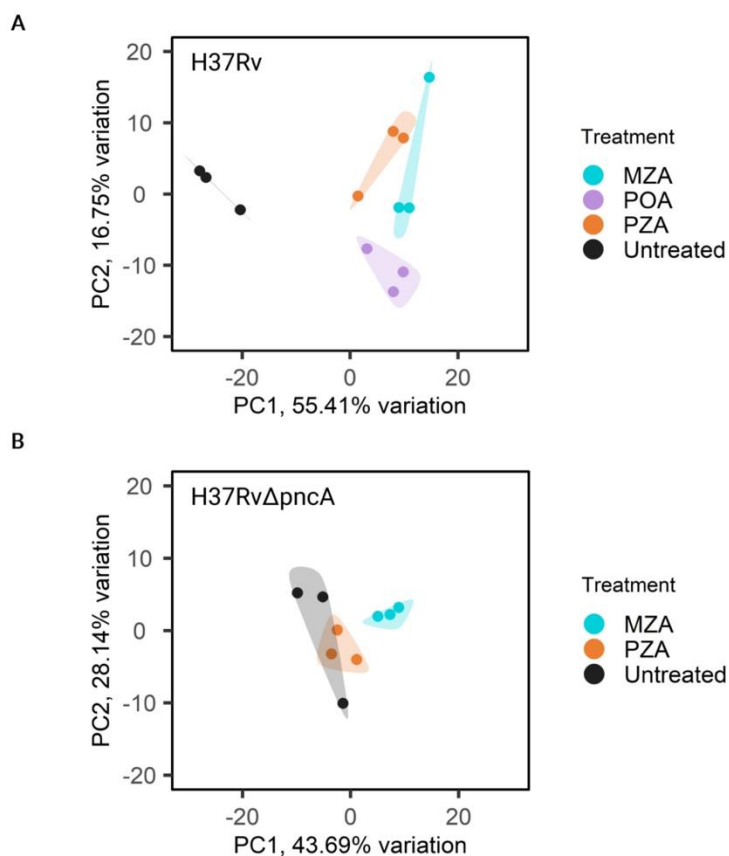 A
H37Rv
20
10
0
-10
-20
PC2, 16.75% variation
-20 0 20
PC1, 55.41% variation
Treatment
MZA
POA
PZA
Untreated
B
H37RvΔpncA
20
10
0
-10
-20
PC2, 28.14% variation
-20 0 20
PC1, 43.69% variation
Treatment
MZA
PZA
Untreated